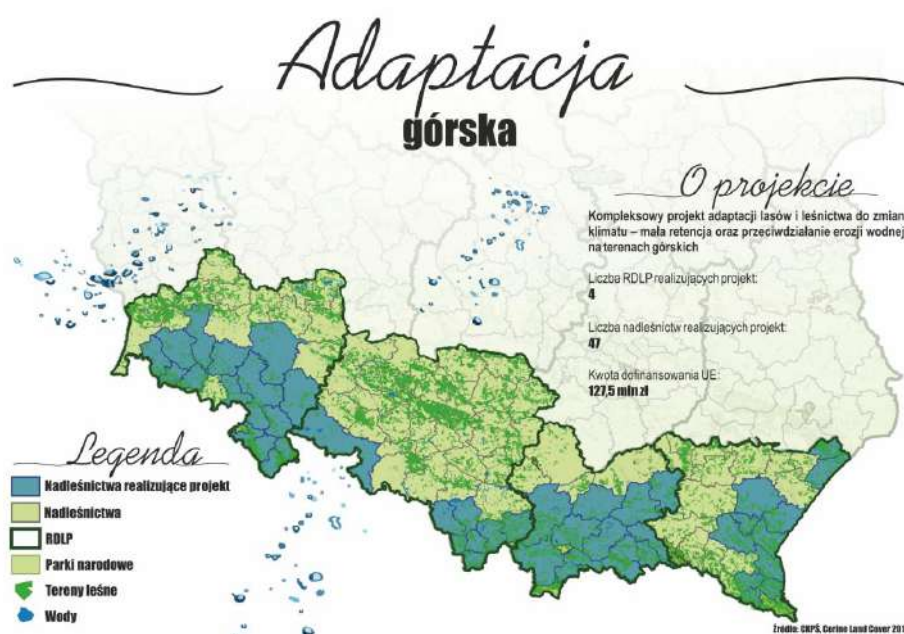 Adaptacja
górska
O projekcie
Kompleksowy projekt adaptacji lasów i leśnictwa do zmian
klimatu – mała retencja oraz przeciwdziałanie erozji wodnej
na terenach górskich
Liczba RDLP realizujących projekt:
4
Liczba nadleśnictw realizujących projekt:
47
Kwota dofinansowania UE:
127,5 mln zł
Legenda
Nadleśnictwa realizujące projekt
Nadleśnictwa
RDLP
Parki narodowe
Tereny leśne
Wody
Źródło: CKPŚ, Corine Land Cover 201